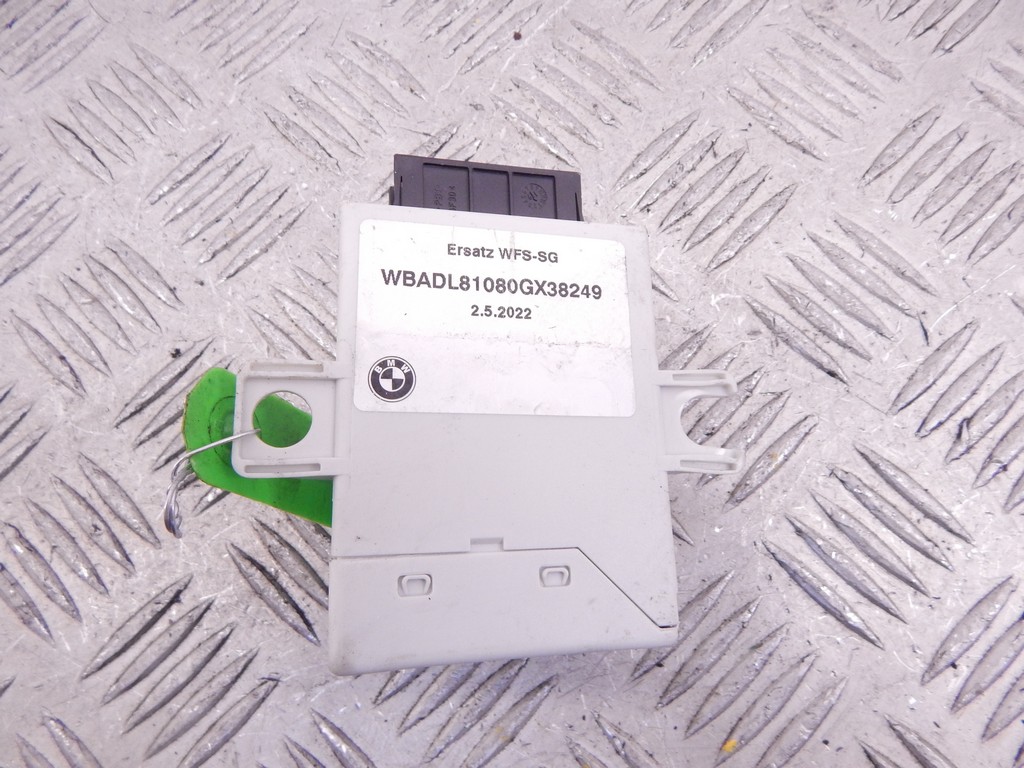 Ersatz WFS-SG
WBADL81080GX38249
2.5.2022
BMW